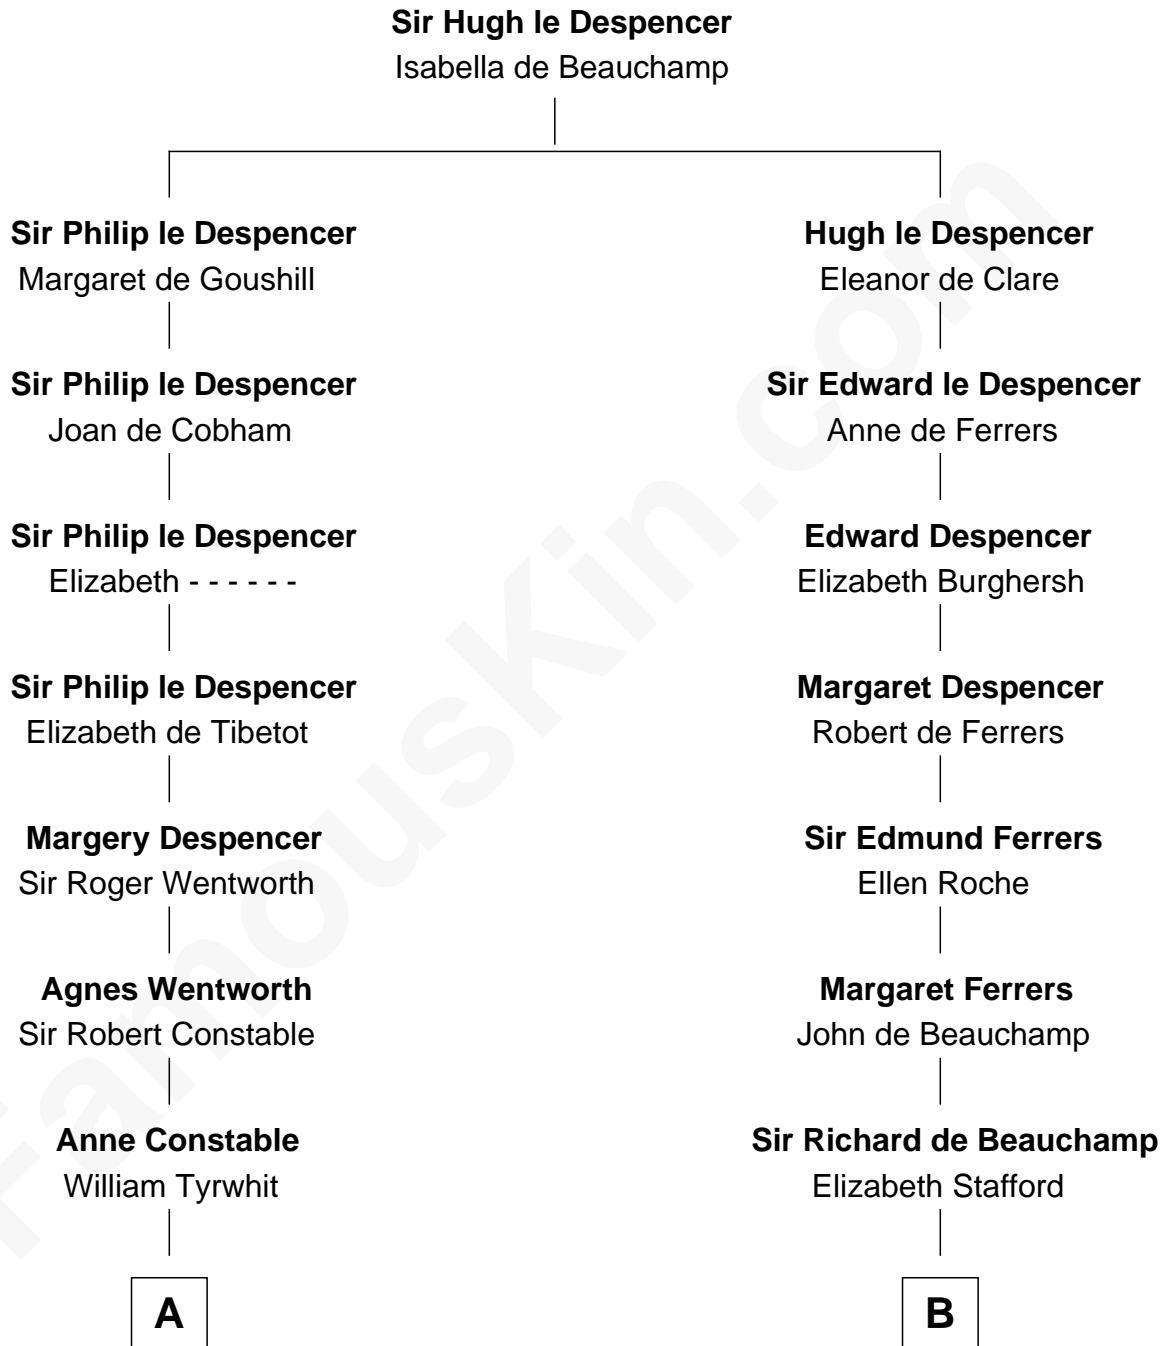 Sir Hugh le Despencer
Isabella de Beauchamp
Sir Philip le Despencer
Margaret de Goushill
Hugh le Despencer
Eleanor de Clare
Sir Philip le Despencer
Joan de Cobham
Sir Edward le Despencer
Anne de Ferrers
Sir Philip le Despencer
Elizabeth - - - - - -
Edward Despencer
Elizabeth Burghersh
Sir Philip le Despencer
Elizabeth de Tibetot
Margaret Despencer
Robert de Ferrers
Margery Despencer
Sir Roger Wentworth
Sir Edmund Ferrers
Ellen Roche
Agnes Wentworth
Sir Robert Constable
Margaret Ferrers
John de Beauchamp
Anne Constable
William Tyrwhit
Sir Richard de Beauchamp
Elizabeth Stafford
A
B
FamousKin.com